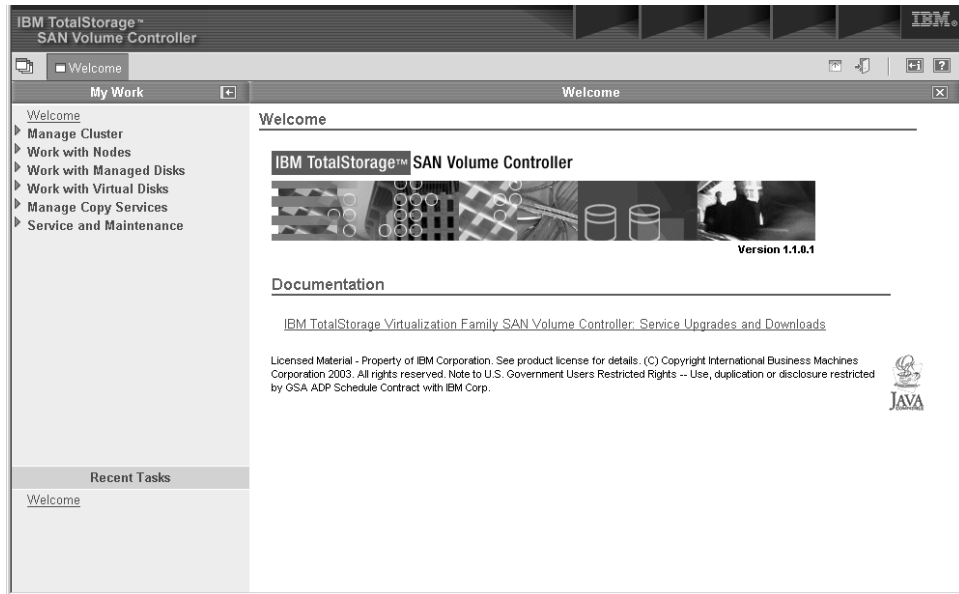 IBM TotalStorage™
SAN Volume Controller
IBM®
Welcome
?
My Work
Welcome
Welcome
Manage Cluster
Work with Nodes
Work with Managed Disks
Work with Virtual Disks
Manage Copy Services
Service and Maintenance
Recent Tasks
Welcome
Welcome
IBM TotalStorage™ SAN Volume Controller
Version 1.1.0.1
Documentation
IBM TotalStorage Virtualization Family SAN Volume Controller: Service Upgrades and Downloads
Licensed Material - Property of IBM Corporation. See product license for details. (C) Copyright International Business Machines
Corporation 2003. All rights reserved. Note to U.S. Government Users Restricted Rights -- Use, duplication or disclosure restricted
by GSA ADP Schedule Contract with IBM Corp.
JAVA
COMPATIBLE